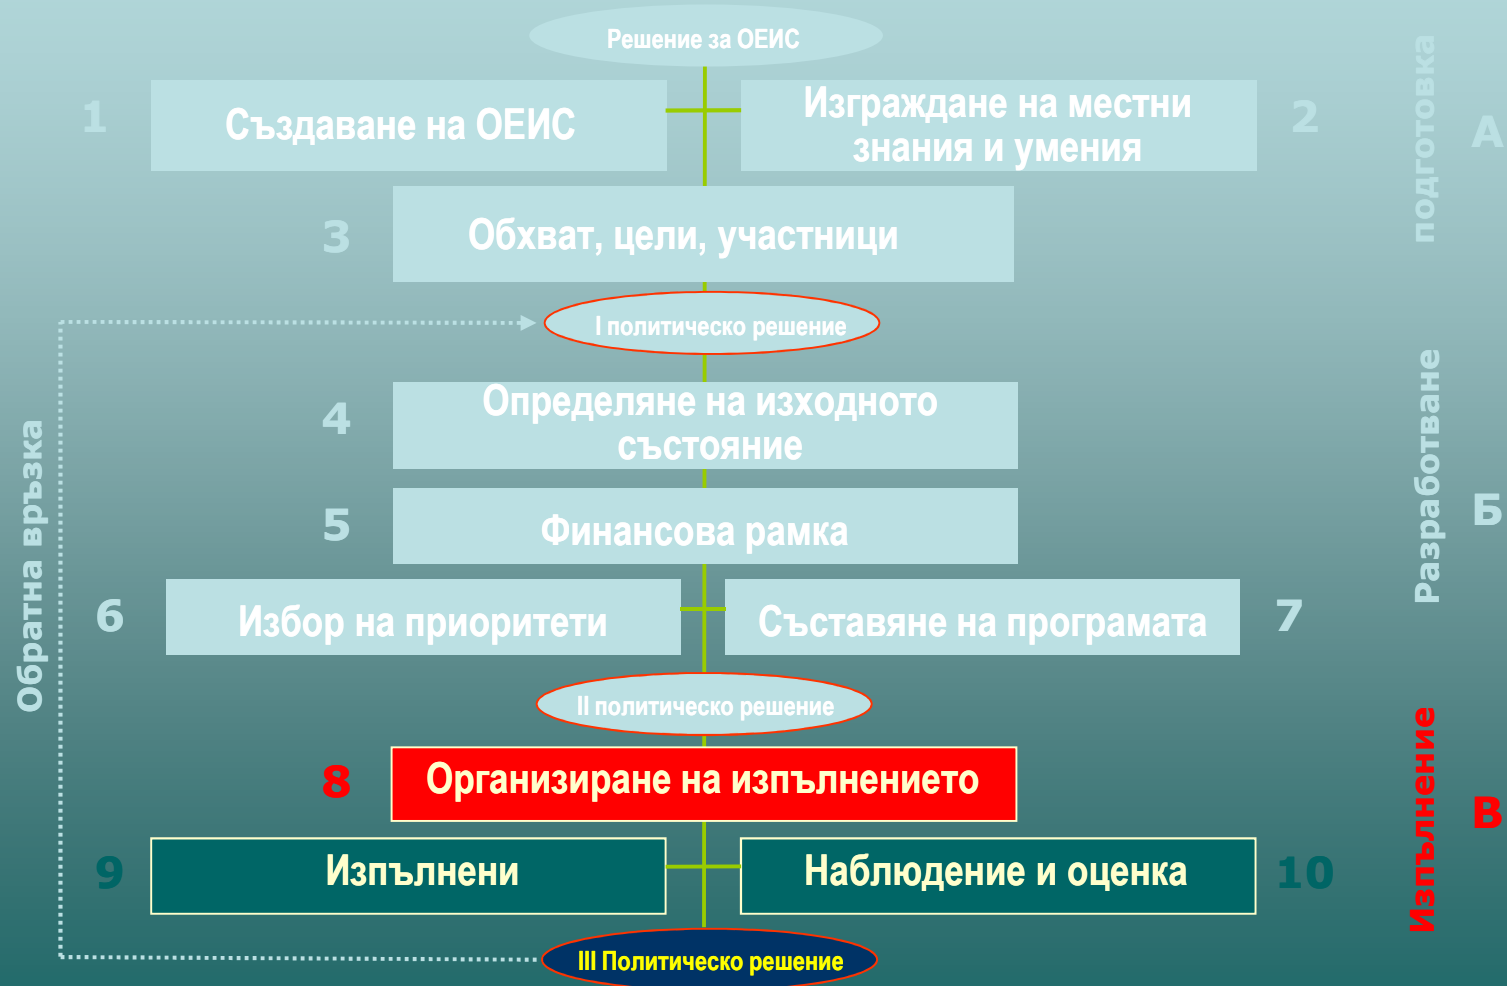 Решение за ОЕИС
1
Създаване на ОЕИС
Изграждане на местни
знания и умения
2
подготовка
А
3
Обхват, цели, участници
I политическо решение
4
Определяне на изходното
състояние
5
Финансова рамка
Разработване
Б
Обратна връзка
6
Избор на приоритети
Съставяне на програмата
7
II политическо решение
8
Организиране на изпълнението
Изпълнение
В
9
Изпълнени
Наблюдение и оценка
10
III Политическо решение